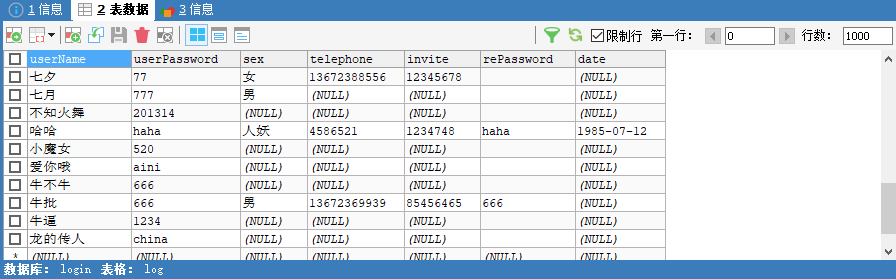 1 信息 2 表数据 3 信息
限制行 第一行: 0 行数: 1000
userName userPassword sex telephone invite rePassword date
七夕 77 女 13672388556 12345678 (NULL)
七月 777 男 (NULL) (NULL) (NULL)
不知火舞 201314 (NULL) (NULL) (NULL) (NULL)
哈哈 haha 人妖 4586521 1234748 haha 1985-07-12
小魔女 520 (NULL) (NULL) (NULL) (NULL)
爱你哦 aini (NULL) (NULL) (NULL) (NULL)
牛不牛 666 (NULL) (NULL) (NULL) (NULL)
牛批 666 男 13672369939 85456465 666 (NULL)
牛逼 1234 (NULL) (NULL) (NULL) (NULL)
龙的传人 china (NULL) (NULL) (NULL) (NULL)
* (NULL) (NULL) (NULL) (NULL) (NULL) (NULL) (NULL)
数据库: login 表格: log